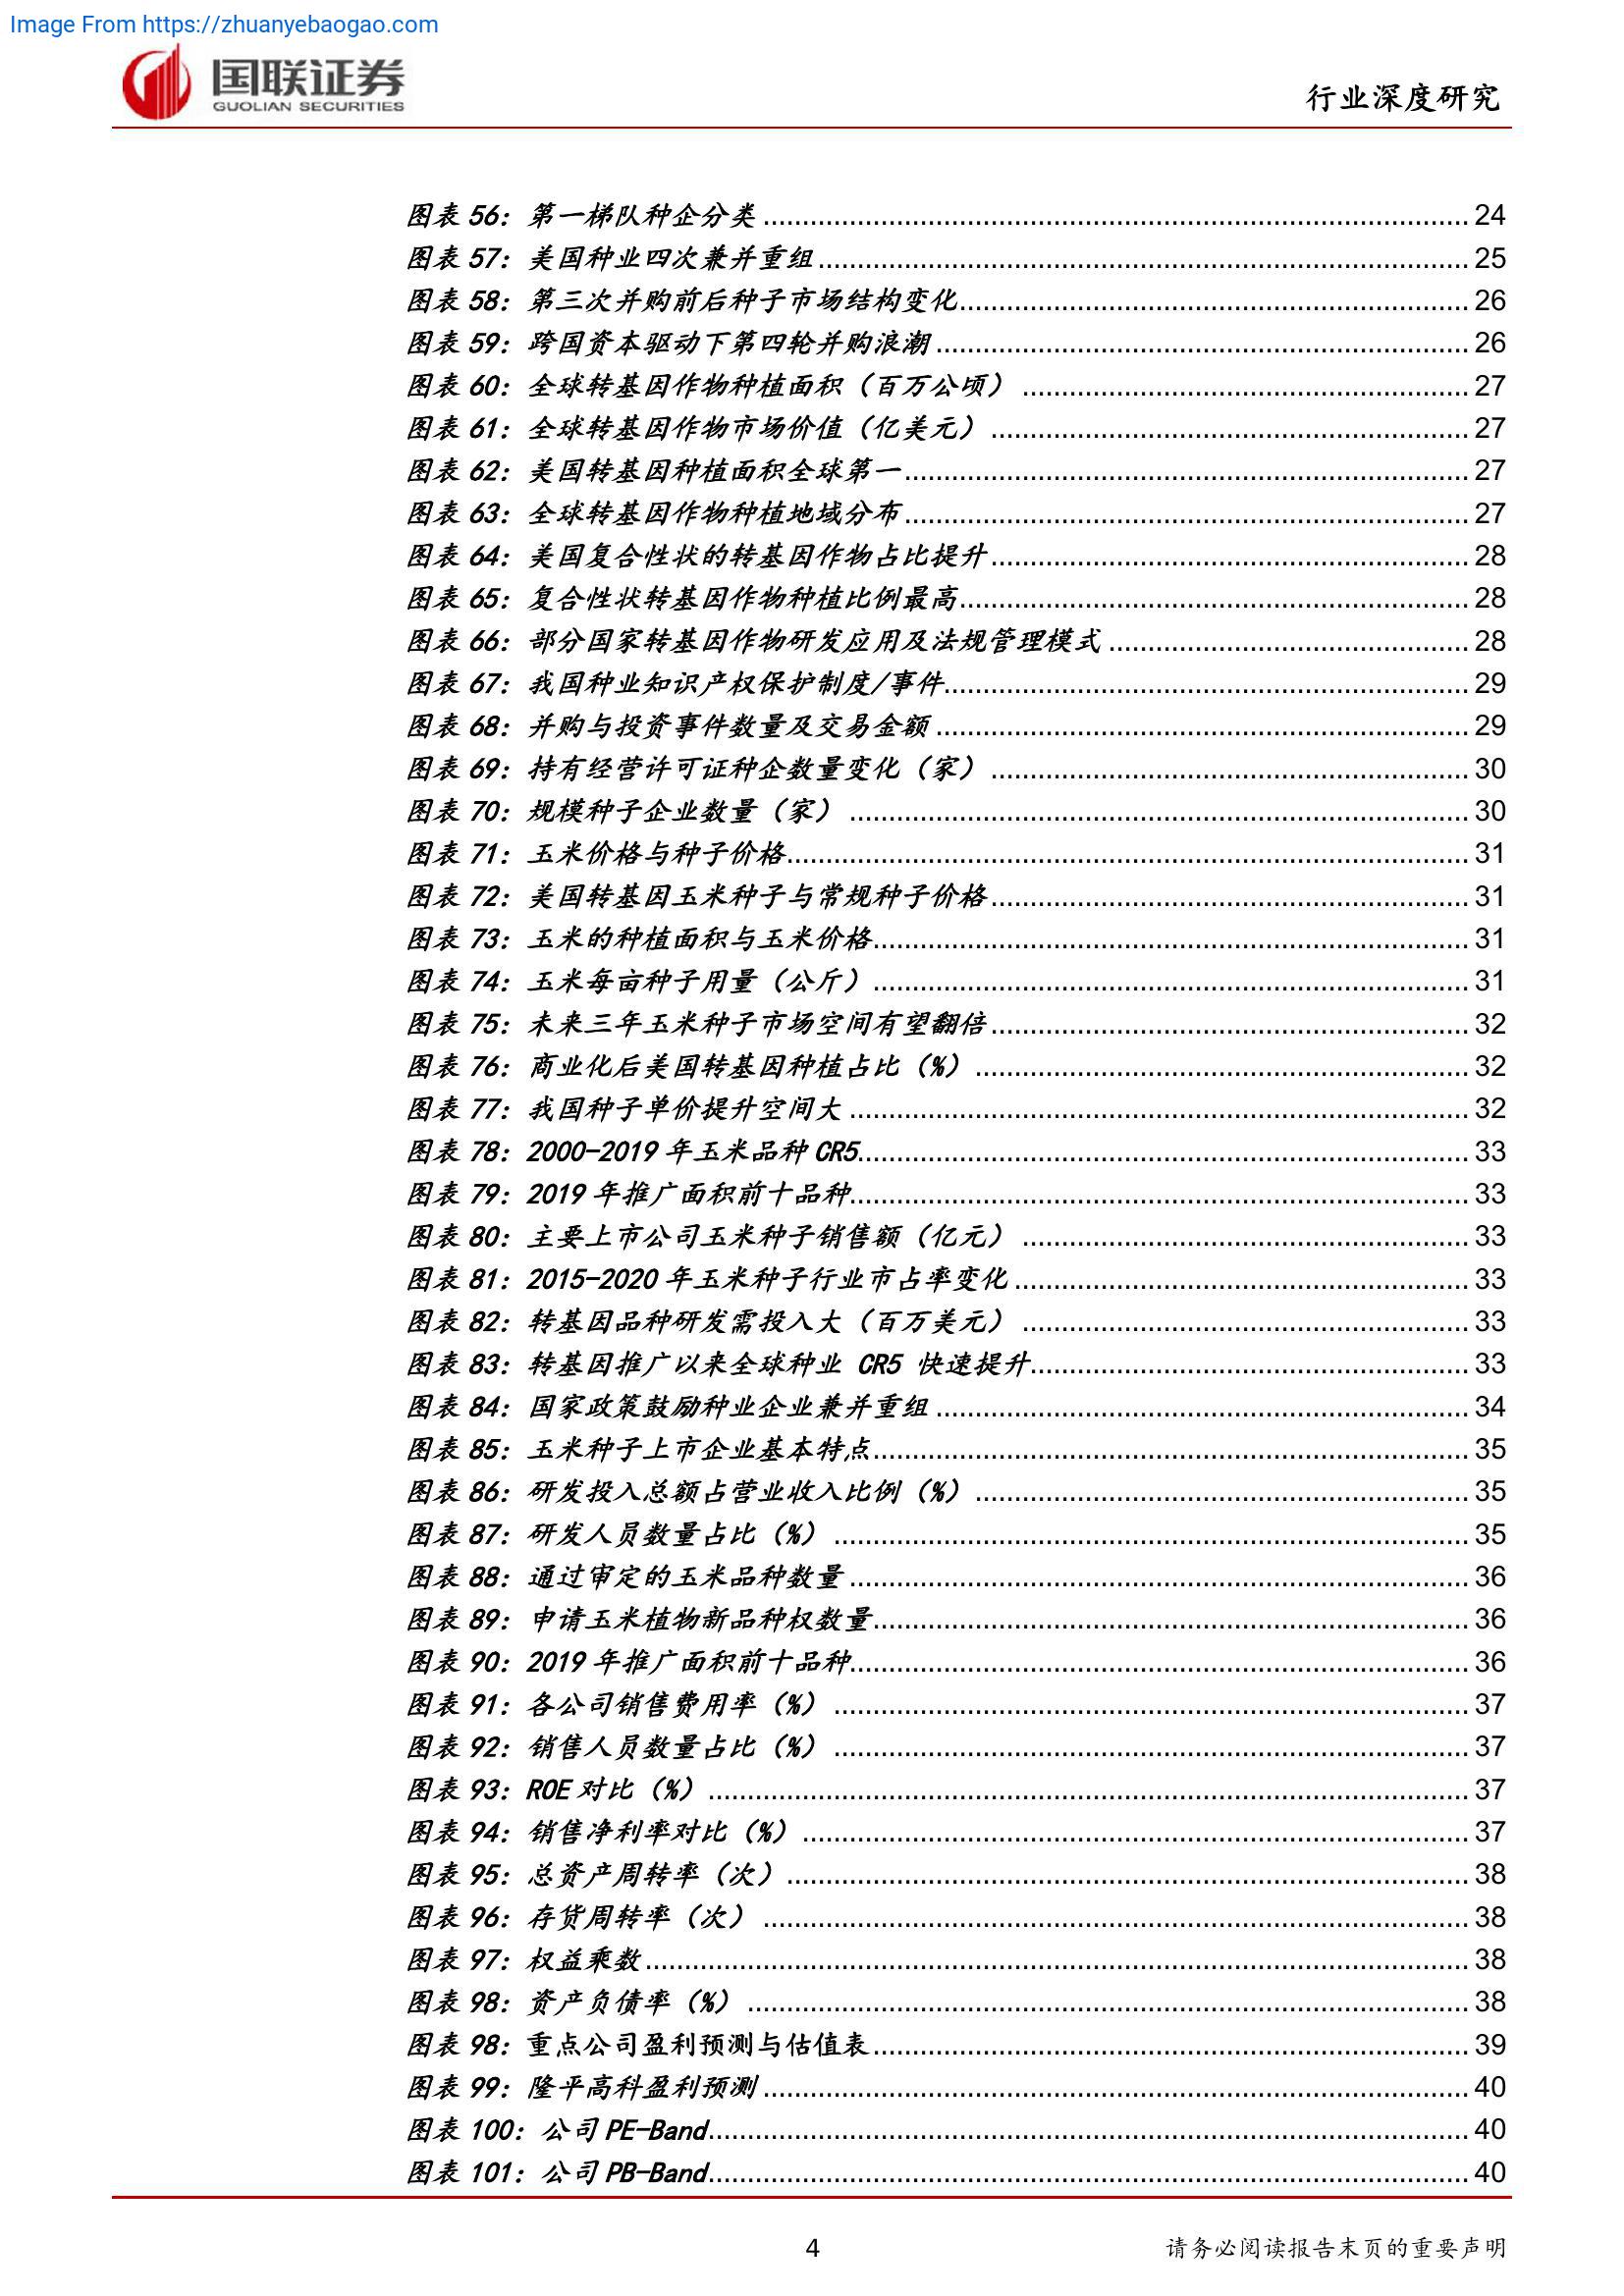 Image From https://zhuanyebaogao.com
国联证券
GUOLIAN SECURITIES
行业深度研究
图表 56：第一梯队种企分类 ........ 24
图表 57：美国种业四次兼并重组 ........ 25
图表 58：第三次并购前后种子市场结构变化 ........ 26
图表 59：跨国资本驱动下第四轮并购浪潮 ........ 26
图表 60：全球转基因作物种植面积（百万公顷） ........ 27
图表 61：全球转基因作物市场价值（亿美元） ........ 27
图表 62：美国转基因种植面积全球第一 ........ 27
图表 63：全球转基因作物种植地域分布 ........ 27
图表 64：美国复合性状的转基因作物占比提升 ........ 28
图表 65：复合性状转基因作物种植比例最高 ........ 28
图表 66：部分国家转基因作物研发应用及法规管理模式 ........ 28
图表 67：我国种业知识产权保护制度/事件 ........ 29
图表 68：并购与投资事件数量及交易金额 ........ 29
图表 69：持有经营许可证种企数量变化（家） ........ 30
图表 70：规模种子企业数量（家） ........ 30
图表 71：玉米价格与种子价格 ........ 31
图表 72：美国转基因玉米种子与常规种子价格 ........ 31
图表 73：玉米的种植面积与玉米价格 ........ 31
图表 74：玉米每亩种子用量（公斤） ........ 31
图表 75：未来三年玉米种子市场空间有望翻倍 ........ 32
图表 76：商业化后美国转基因种植占比（%） ........ 32
图表 77：我国种子单价提升空间大 ........ 32
图表 78：2000-2019 年玉米品种 CR5 ........ 33
图表 79：2019 年推广面积前十品种 ........ 33
图表 80：主要上市公司玉米种子销售额（亿元） ........ 33
图表 81：2015-2020 年玉米种子行业市占率变化 ........ 33
图表 82：转基因品种研发需投入大（百万美元） ........ 33
图表 83：转基因推广以来全球种业 CR5 快速提升 ........ 33
图表 84：国家政策鼓励种业企业兼并重组 ........ 34
图表 85：玉米种子上市企业基本特点 ........ 35
图表 86：研发投入总额占营业收入比例（%） ........ 35
图表 87：研发人员数量占比（%） ........ 35
图表 88：通过审定的玉米品种数量 ........ 36
图表 89：申请玉米植物新品种权数量 ........ 36
图表 90：2019 年推广面积前十品种 ........ 36
图表 91：各公司销售费用率（%） ........ 37
图表 92：销售人员数量占比（%） ........ 37
图表 93：ROE 对比（%） ........ 37
图表 94：销售净利率对比（%） ........ 37
图表 95：总资产周转率（次） ........ 38
图表 96：存货周转率（次） ........ 38
图表 97：权益乘数 ........ 38
图表 98：资产负债率（%） ........ 38
图表 98：重点公司盈利预测与估值表 ........ 39
图表 99：隆平高科盈利预测 ........ 40
图表 100：公司 PE-Band ........ 40
图表 101：公司 PB-Band ........ 40
4
请务必阅读报告末页的重要声明